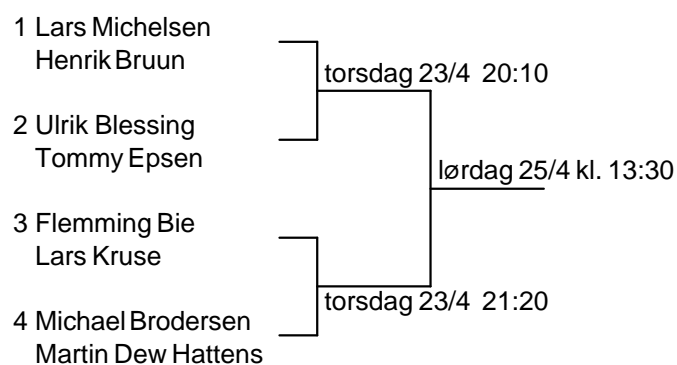 1 Lars Michelsen
Henrik Bruun
torsdag 23/4 20:10
2 Ulrik Blessing
Tommy Epsen
lørdag 25/4 kl. 13:30
3 Flemming Bie
Lars Kruse
torsdag 23/4 21:20
4 Michael Brodersen
Martin Dew Hattens